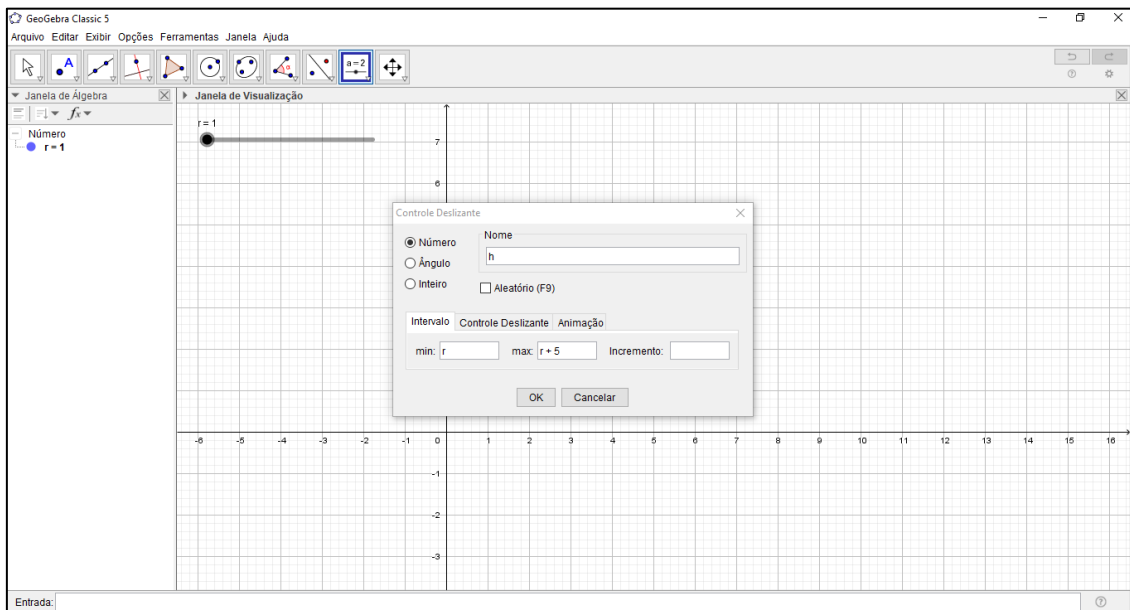 GeoGebra Classic 5
Arquivo Editar Exibir Opções Ferramentas Janela Ajuda
A a=2
Janela de Álgebra
Janela de Visualização
fx
Número
r = 1
r = 1
7
6
Controle Deslizante
Número
Ângulo
Inteiro
Nome
h
Aleatório (F9)
Intervalo Controle Deslizante Animação
min: r max: r + 5 Incremento:
OK Cancelar
-6 -5 -4 -3 -2 -1 0 1 2 3 4 5 6 7 8 9 10 11 12 13 14 15 16
-1
-2
-3
Entrada: